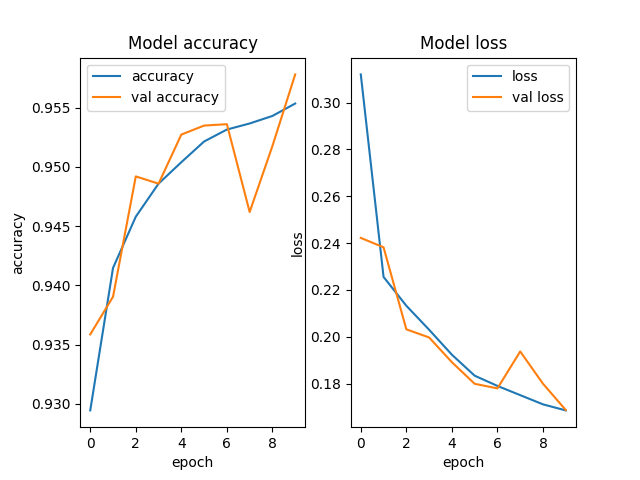 Model accuracy
accuracy
val accuracy
0.955
0.950
0.945
0.940
0.935
0.930
accuracy
0 2 4 6 8
epoch
Model loss
loss
val loss
0.30
0.28
0.26
0.24
0.22
0.20
0.18
loss
0 2 4 6 8
epoch